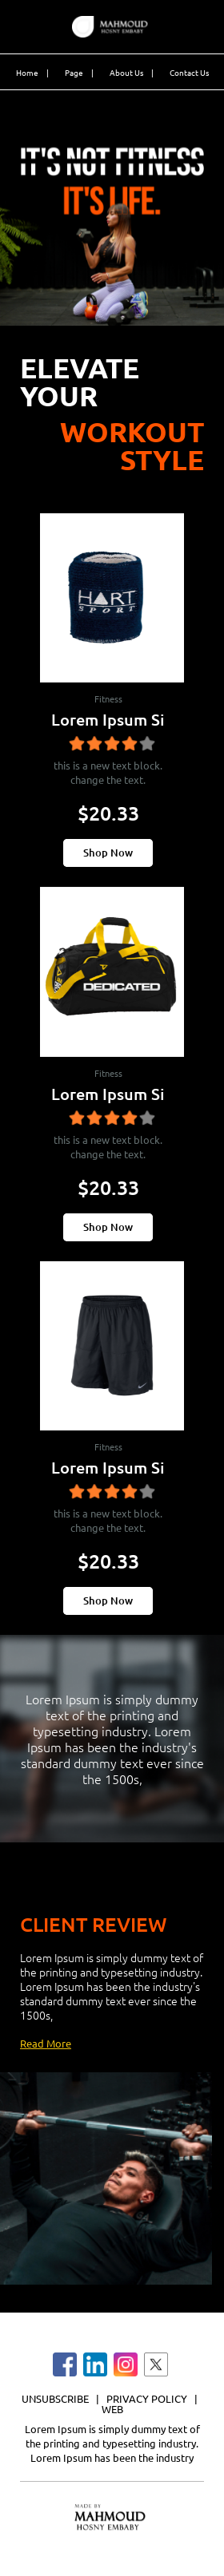 MAHMOUD
HOSNY EMBABY
Home | Page | About Us | Contact Us
IT'S NOT FITNESS
IT'S LIFE.
ELEVATE
YOUR
WORKOUT
STYLE
HART
SPORT
Fitness
Lorem Ipsum Si
this is a new text block.
change the text.
$20.33
Shop Now
DEDICATED
Fitness
Lorem Ipsum Si
this is a new text block.
change the text.
$20.33
Shop Now
Fitness
Lorem Ipsum Si
this is a new text block.
change the text.
$20.33
Shop Now
Lorem Ipsum is simply dummy
text of the printing and
typesetting industry. Lorem
Ipsum has been the industry's
standard dummy text ever since
the 1500s,
CLIENT REVIEW
Lorem Ipsum is simply dummy text of
the printing and typesetting industry.
Lorem Ipsum has been the industry's
standard dummy text ever since the
1500s,
Read More
UNSUBSCRIBE | PRIVACY POLICY |
WEB
Lorem Ipsum is simply dummy text of
the printing and typesetting industry.
Lorem Ipsum has been the industry
MADE BY
MAHMOUD
HOSNY EMBABY